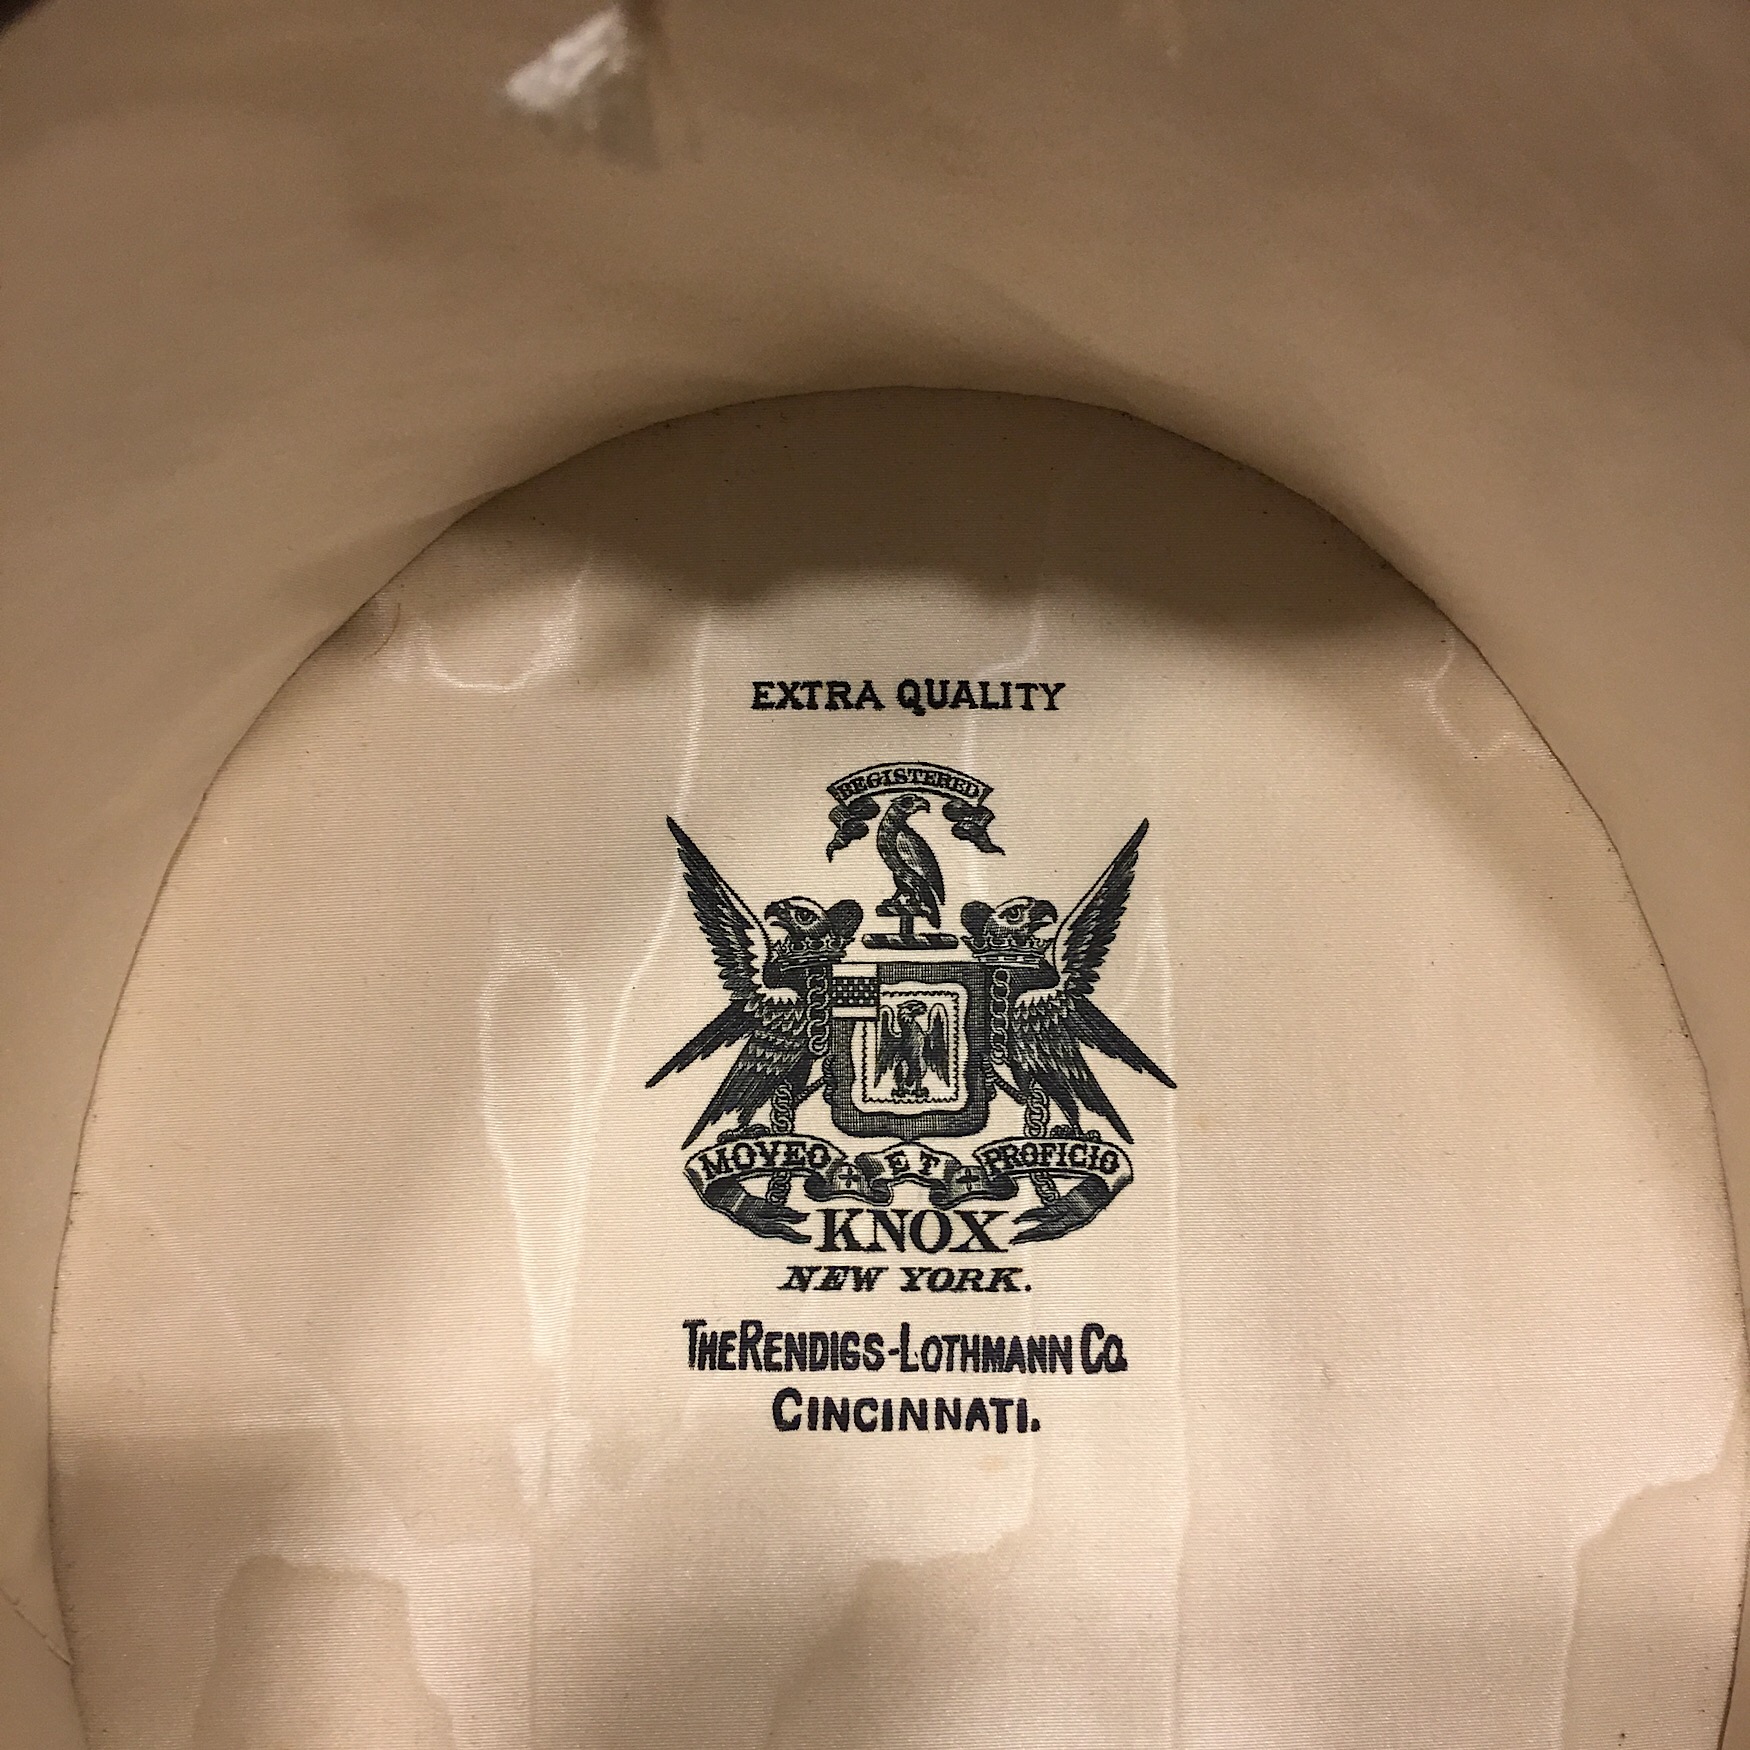 EXTRA QUALITY
REGISTERED
MOVEO ET PROFICIO
KNOX
NEW YORK.
THE RENDIGS-LOTHMANN CO.
CINCINNATI.